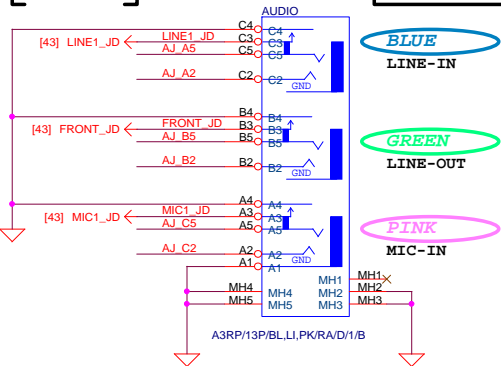 AUDIO
C4 C4
[43] LINE1_JD LINE1_JD C3 C3
AJ_A5 C5 C5
AJ_A2 C2 C2
GND
BLUE
LINE-IN
B4 B4
[43] FRONT_JD FRONT_JD B3 B3
AJ_B5 B5 B5
AJ_B2 B2 B2
GND
GREEN
LINE-OUT
A4 A4
[43] MIC1_JD MIC1_JD A3 A3
AJ_C5 A5 A5
AJ_C2 A2 A2
GND
A1 A1
PINK
MIC-IN
MH1 MH1
MH4 MH4 MH2 MH2
MH5 MH5 MH3 MH3
A3RP/13P/BL,LI,PK/RA/D/1/B